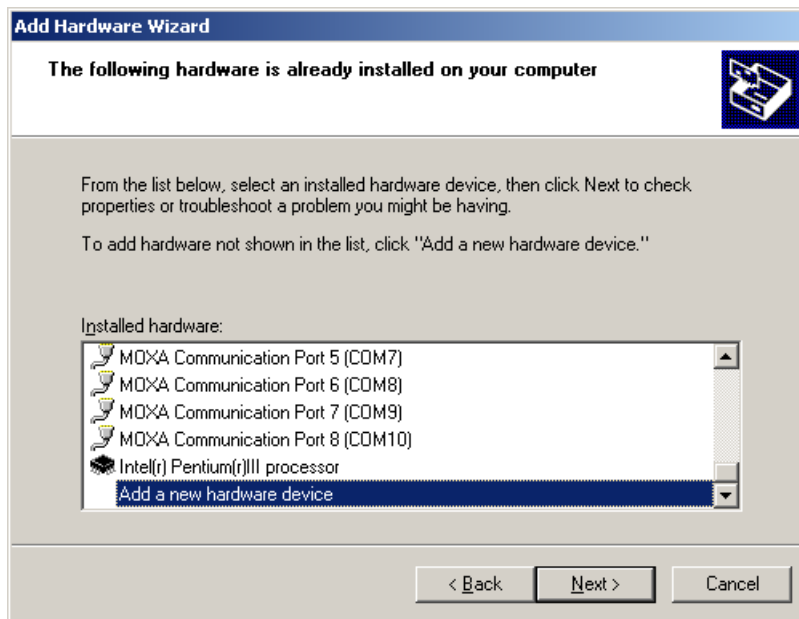 Add Hardware Wizard
The following hardware is already installed on your computer
From the list below, select an installed hardware device, then click Next to check
properties or troubleshoot a problem you might be having.
To add hardware not shown in the list, click "Add a new hardware device."
Installed hardware:
MOXA Communication Port 5 (COM7)
MOXA Communication Port 6 (COM8)
MOXA Communication Port 7 (COM9)
MOXA Communication Port 8 (COM10)
Intel(r) Pentium(r)III processor
Add a new hardware device
< Back Next > Cancel